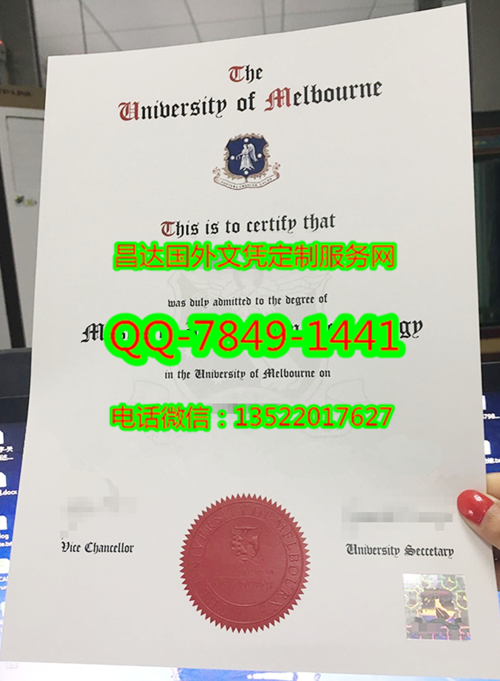 The
University of Melbourne
This is to certify that
昌达国外文凭定制服务网
was duly admitted to the degree of
QQ-7849-1441
in the University of Melbourne on
电话微信：13522017627
Vice Chancellor
University Seccetary